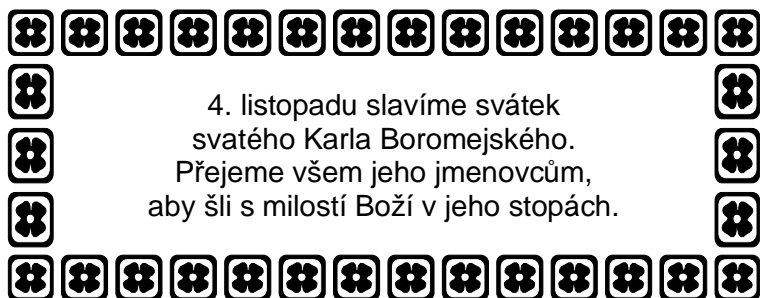 4. listopadu slavíme svátek
svatého Karla Boromejského.
Přejeme všem jeho jmenovcům,
aby šli s milostí Boží v jeho stopách.